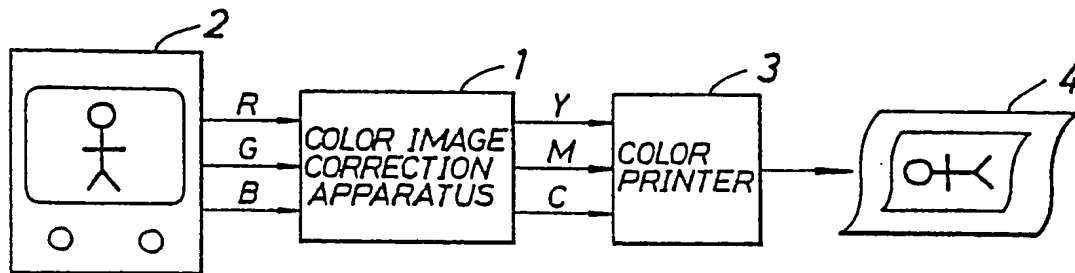 2
1
3
4
R
G
B
COLOR IMAGE
CORRECTION
APPARATUS
Y
M
C
COLOR
PRINTER